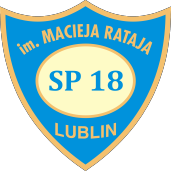 im. MACIEJA RATAJA
SP 18
LUBLIN